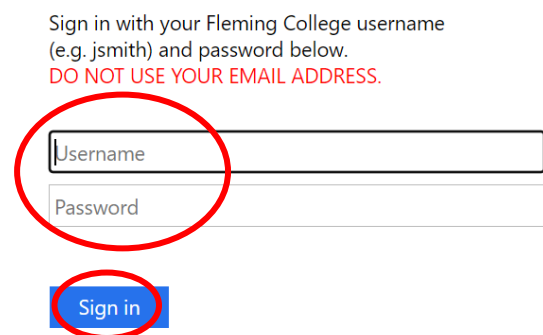 Sign in with your Fleming College username
(e.g. jsmith) and password below.
DO NOT USE YOUR EMAIL ADDRESS.
Username
Password
Sign in